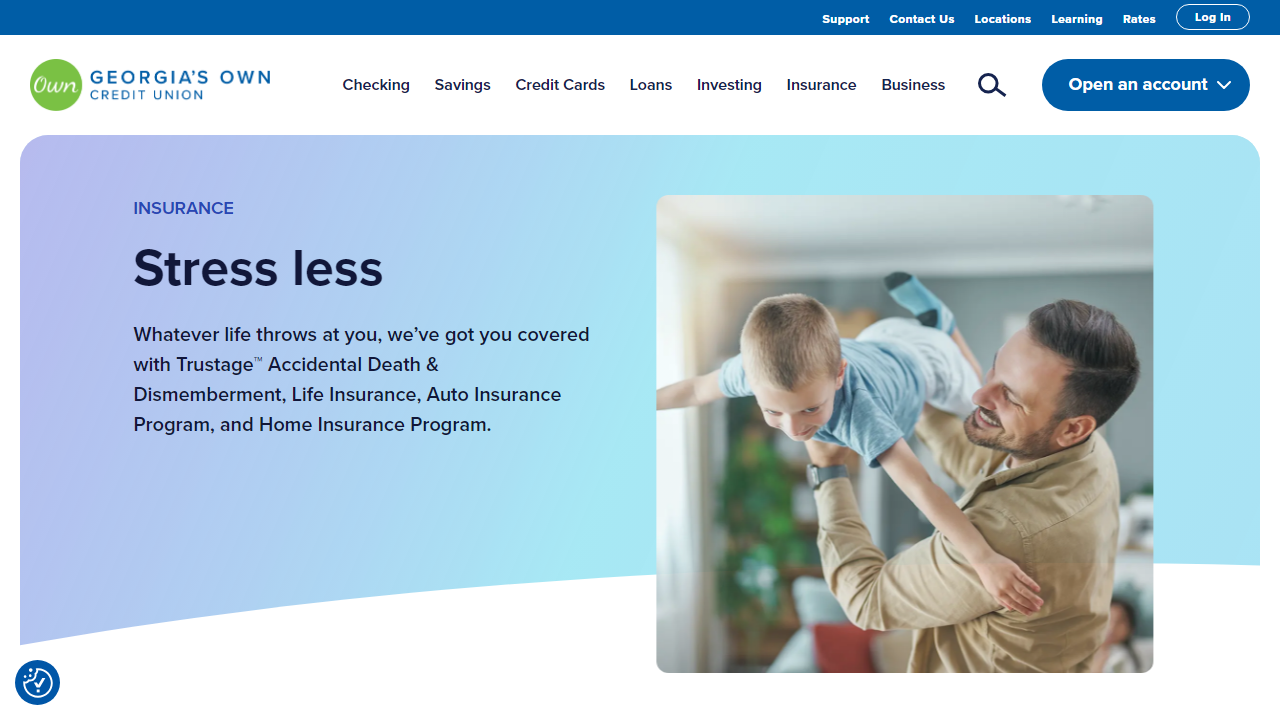 Support Contact Us Locations Learning Rates Log In
Own GEORGIA'S OWN
CREDIT UNION
Checking Savings Credit Cards Loans Investing Insurance Business Open an account
INSURANCE
Stress less
Whatever life throws at you, we’ve got you covered
with Trustage™ Accidental Death &
Dismemberment, Life Insurance, Auto Insurance
Program, and Home Insurance Program.